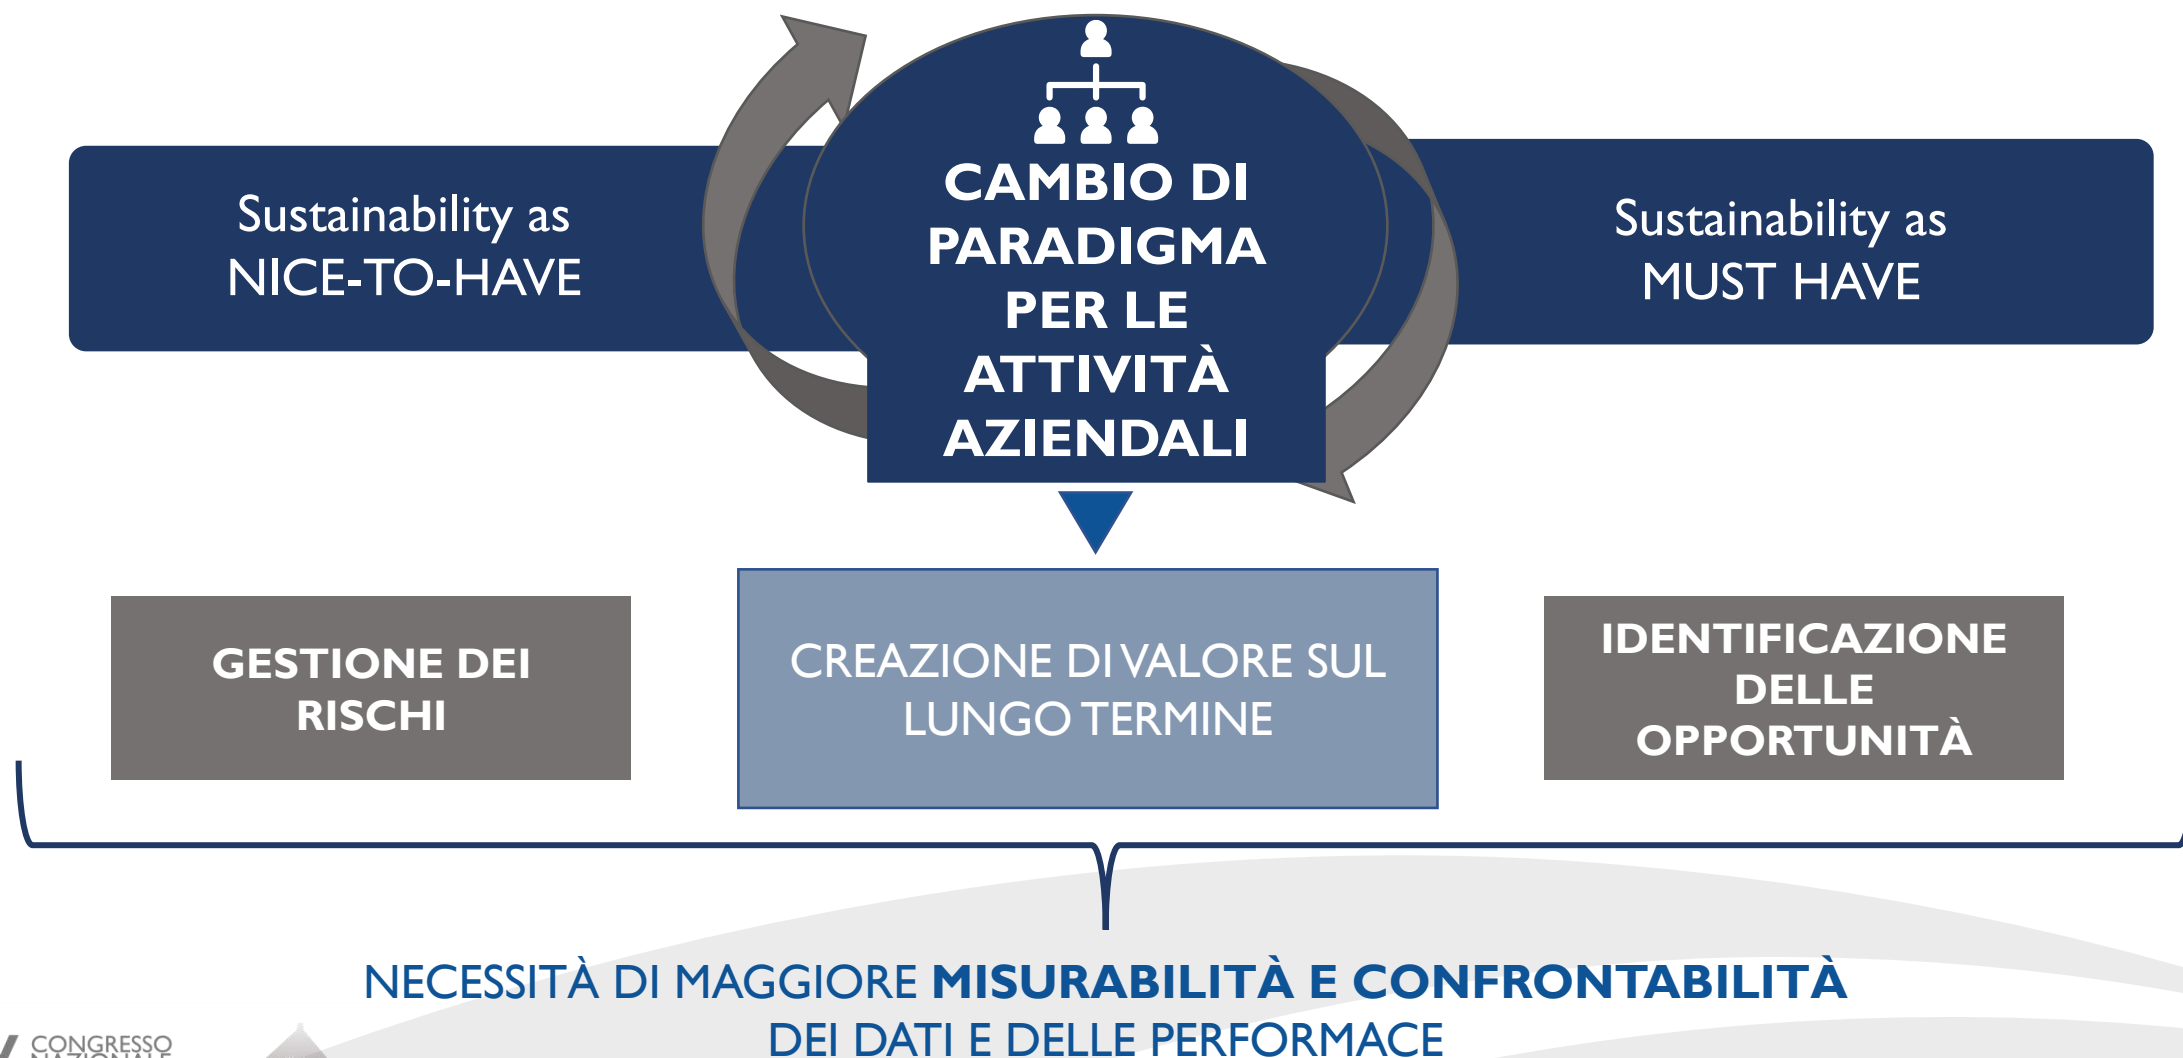 Sustainability as
NICE-TO-HAVE
CAMBIO DI
PARADIGMA
PER LE
ATTIVITÀ
AZIENDALI
Sustainability as
MUST HAVE
GESTIONE DEI
RISCHI
CREAZIONE DI VALORE SUL
LUNGO TERMINE
IDENTIFICAZIONE
DELLE
OPPORTUNITÀ
NECESSITÀ DI MAGGIORE MISURABILITÀ E CONFRONTABILITÀ
DEI DATI E DELLE PERFORMACE
CONGRESSO
NAZIONALE